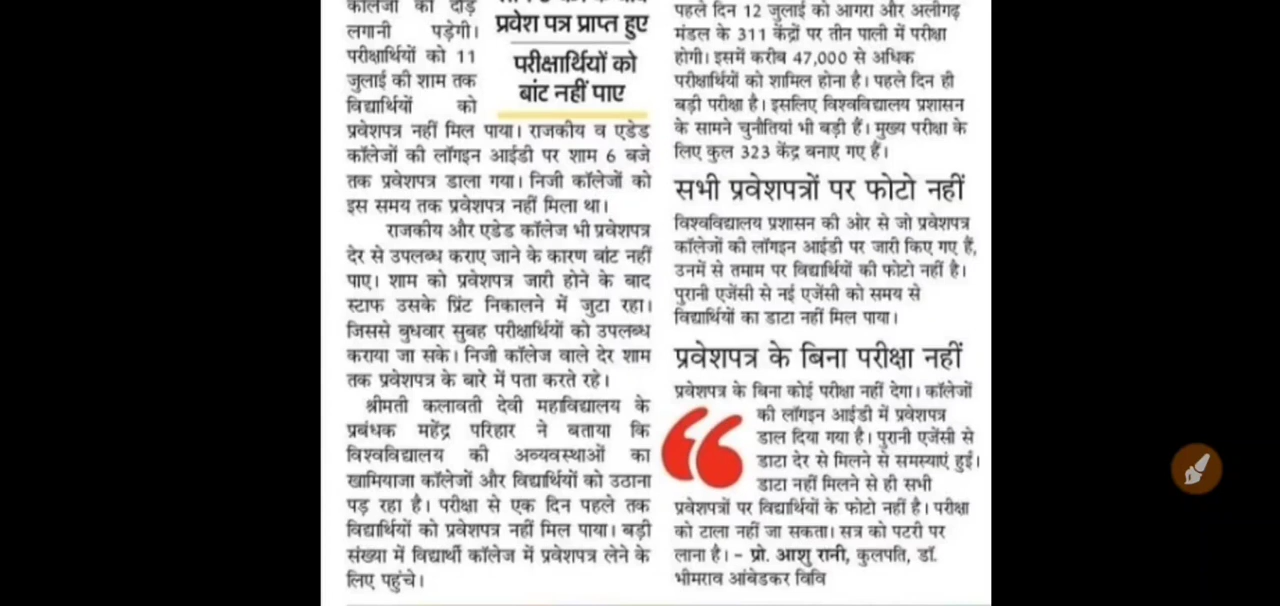 कॉलेजों की दौड़
लगानी पड़ेगी।
परीक्षार्थियों को 11
जुलाई की शाम तक
विद्यार्थियों को
प्रवेश पत्र प्राप्त हुए
परीक्षार्थियों को
बांट नहीं पाए
प्रवेशपत्र नहीं मिल पाया। राजकीय व एडेड
कॉलेजों की लॉगइन आईडी पर शाम 6 बजे
तक प्रवेशपत्र डाला गया। निजी कॉलेजों को
इस समय तक प्रवेशपत्र नहीं मिला था।
राजकीय और एडेड कॉलेज भी प्रवेशपत्र
देर से उपलब्ध कराए जाने के कारण बांट नहीं
पाए। शाम को प्रवेशपत्र जारी होने के बाद
स्टाफ उसके प्रिंट निकालने में जुटा रहा।
जिससे बुधवार सुबह परीक्षार्थियों को उपलब्ध
कराया जा सके। निजी कॉलेज वाले देर शाम
तक प्रवेशपत्र के बारे में पता करते रहे।
श्रीमती कलावती देवी महाविद्यालय के
प्रबंधक महेंद्र परिहार ने बताया कि
विश्वविद्यालय की अव्यवस्थाओं का
खामियाजा कॉलेजों और विद्यार्थियों को उठाना
पड़ रहा है। परीक्षा से एक दिन पहले तक
विद्यार्थियों को प्रवेशपत्र नहीं मिल पाया। बड़ी
संख्या में विद्यार्थी कॉलेज में प्रवेशपत्र लेने के
लिए पहुंचे।
पहले दिन 12 जुलाई को आगरा और अलीगढ़
मंडल के 311 केंद्रों पर तीन पाली में परीक्षा
होगी। इसमें करीब 47,000 से अधिक
परीक्षार्थियों को शामिल होना है। पहले दिन ही
बड़ी परीक्षा है। इसलिए विश्वविद्यालय प्रशासन
के सामने चुनौतियां भी बड़ी हैं। मुख्य परीक्षा के
लिए कुल 323 केंद्र बनाए गए हैं।
सभी प्रवेशपत्रों पर फोटो नहीं
विश्वविद्यालय प्रशासन की ओर से जो प्रवेशपत्र
कॉलेजों की लॉगइन आईडी पर जारी किए गए हैं,
उनमें से तमाम पर विद्यार्थियों की फोटो नहीं है।
पुरानी एजेंसी से नई एजेंसी को समय से
विद्यार्थियों का डाटा नहीं मिल पाया।
प्रवेशपत्र के बिना परीक्षा नहीं
प्रवेशपत्र के बिना कोई परीक्षा नहीं देगा। कॉलेजों
की लॉगइन आईडी में प्रवेशपत्र
डाल दिया गया है। पुरानी एजेंसी से
डाटा देर से मिलने से समस्याएं हुई।
डाटा नहीं मिलने से ही सभी
प्रवेशपत्रों पर विद्यार्थियों के फोटो नहीं है। परीक्षा
को टाला नहीं जा सकता। सत्र को पटरी पर
लाना है। - प्रो. आशु रानी, कुलपति, डॉ.
भीमराव आंबेडकर विवि